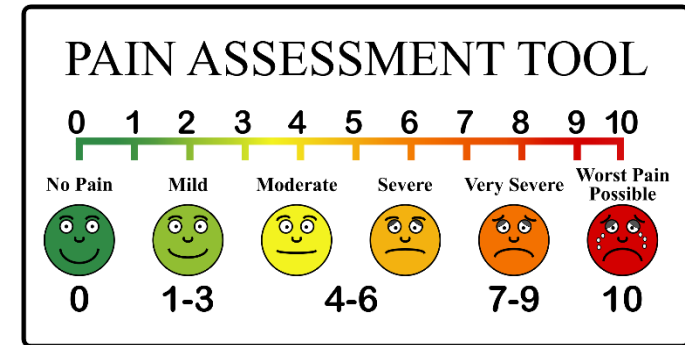 PAIN ASSESSMENT TOOL
0 1 2 3 4 5 6 7 8 9 10
No Pain Mild Moderate Severe Very Severe Worst Pain
Possible
0 1-3 4-6 7-9 10